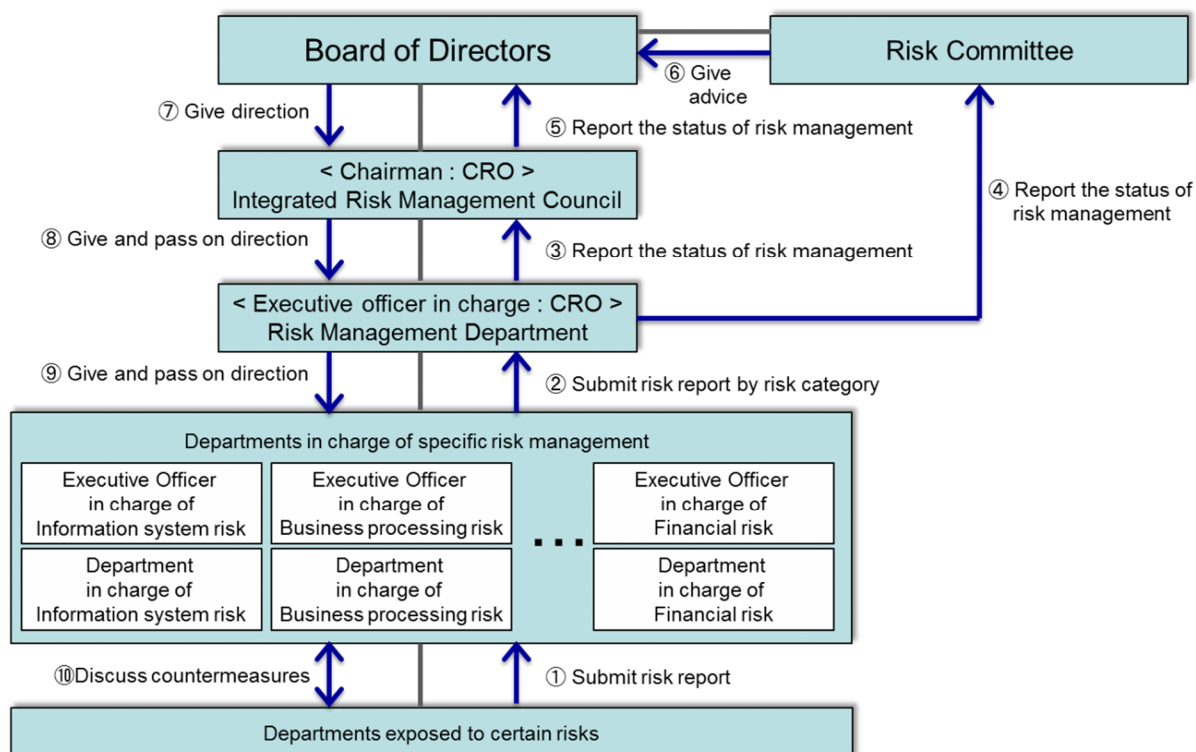 Board of Directors
Risk Committee
⑥ Give
advice
⑦ Give direction
⑤ Report the status of risk management
< Chairman : CRO >
Integrated Risk Management Council
④ Report the status of
risk management
⑧ Give and pass on direction
③ Report the status of risk management
< Executive officer in charge : CRO >
Risk Management Department
⑨ Give and pass on direction
② Submit risk report by risk category
Departments in charge of specific risk management
Executive Officer
in charge of
Information system risk
Executive Officer
in charge of
Business processing risk
...
Executive Officer
in charge of
Financial risk
Department
in charge of
Information system risk
Department
in charge of
Business processing risk
Department
in charge of
Financial risk
⑩Discuss countermeasures
① Submit risk report
Departments exposed to certain risks